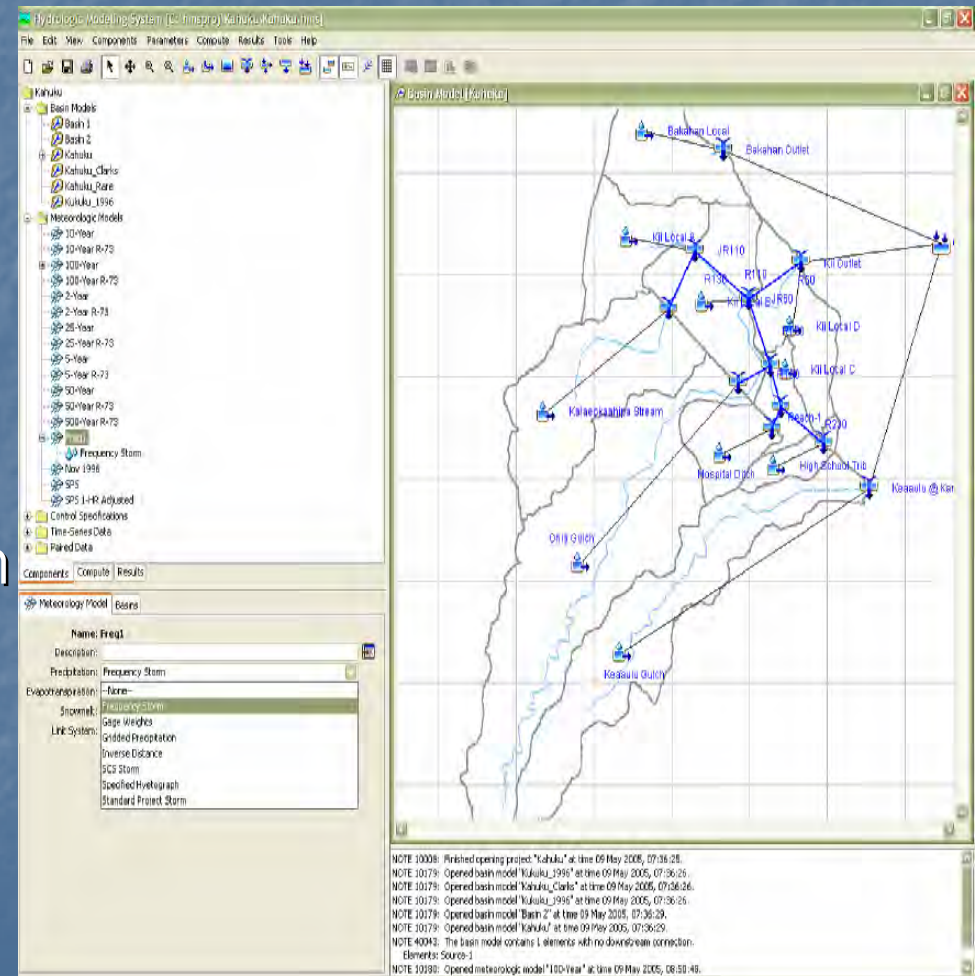 Hydrologic Modeling System [C:\hmsproj\Kahuku\Kahuku.hms]
File Edit View Components Parameters Compute Results Tools Help
Kahuku
Basin Models
Basin 1
Basin 2
Kahuku
Kahuku_Clarks
Kahuku_Rare
Kukuku_1996
Meteorologic Models
10-Year
10-Year R-73
100-Year
100-Year R-73
2-Year
2-Year R-73
25-Year
25-Year R-73
5-Year
5-Year R-73
50-Year
50-Year R-73
500-Year R-73
Freq1
Frequency Storm
Nov 1996
SPS
SPS 1-HR Adjusted
Control Specifications
Time-Series Data
Paired Data
Components Compute Results
Meteorology Model Basins
Name: Freq1
Description:
Precipitation: Frequency Storm
Evapotranspiration: --None--
Snowmelt: Frequency Storm
Unit System: Gage Weights
Gridded Precipitation
Inverse Distance
SCS Storm
Specified Hyetograph
Standard Project Storm
Basin Model [Kahuku]
Bakahan Local
Bakahan Outlet
Kii Local A
JR110
Kii Outlet
R130
R110
R60
JR60
Kii Local D
Kii Local C
Kalaeokaahipa Stream
Reach-1
R200
Hospital Ditch
High School Trib
Keaaulu @ Kam
Ohia Gulch
Keaaulu Gulch
NOTE 10008: Finished opening project "Kahuku" at time 09 May 2005, 07:36:25.
NOTE 10179: Opened basin model "Kukuku_1996" at time 09 May 2005, 07:36:26.
NOTE 10179: Opened basin model "Kahuku_Clarks" at time 09 May 2005, 07:36:26.
NOTE 10179: Opened basin model "Kukuku_1996" at time 09 May 2005, 07:36:26.
NOTE 10179: Opened basin model "Basin 2" at time 09 May 2005, 07:36:29.
NOTE 10179: Opened basin model "Kahuku" at time 09 May 2005, 07:36:29.
NOTE 40043: The basin model contains 1 elements with no downstream connection.
Elements: Source-1
NOTE 10180: Opened meteorologic model "100-Year" at time 09 May 2005, 08:50:48.